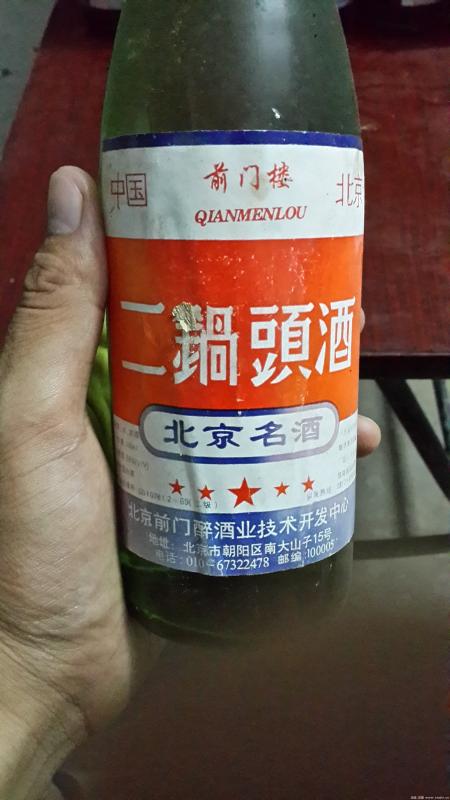 中国
前门楼
北京
QIANMENLOU
二鍋頭酒
北京名酒
北京前门醉酒业技术开发中心
地址：北京市朝阳区南大山子15号
电话：010-67322478 邮编 100005